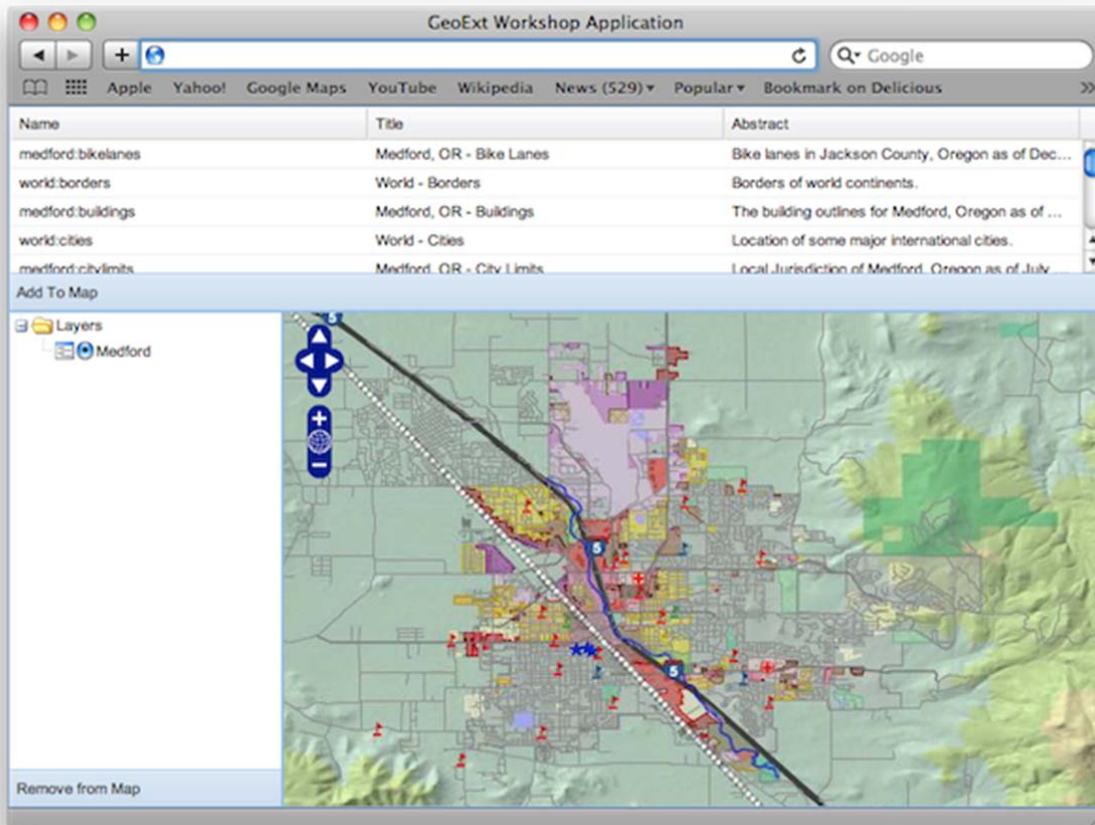 GeoExt Workshop Application
Google
Apple Yahoo! Google Maps YouTube Wikipedia News (529) Popular Bookmark on Delicious
Name Title Abstract
medford:bikelanes Medford, OR - Bike Lanes Bike lanes in Jackson County, Oregon as of Dec...
world:borders World - Borders Borders of world continents.
medford:buildings Medford, OR - Buildings The building outlines for Medford, Oregon as of ...
world:cities World - Cities Location of some major international cities.
medford:citylimits Medford, OR - City Limits Local Jurisdiction of Medford, Oregon as of July ...
Add To Map
Layers
Medford
5
5
5
Remove from Map